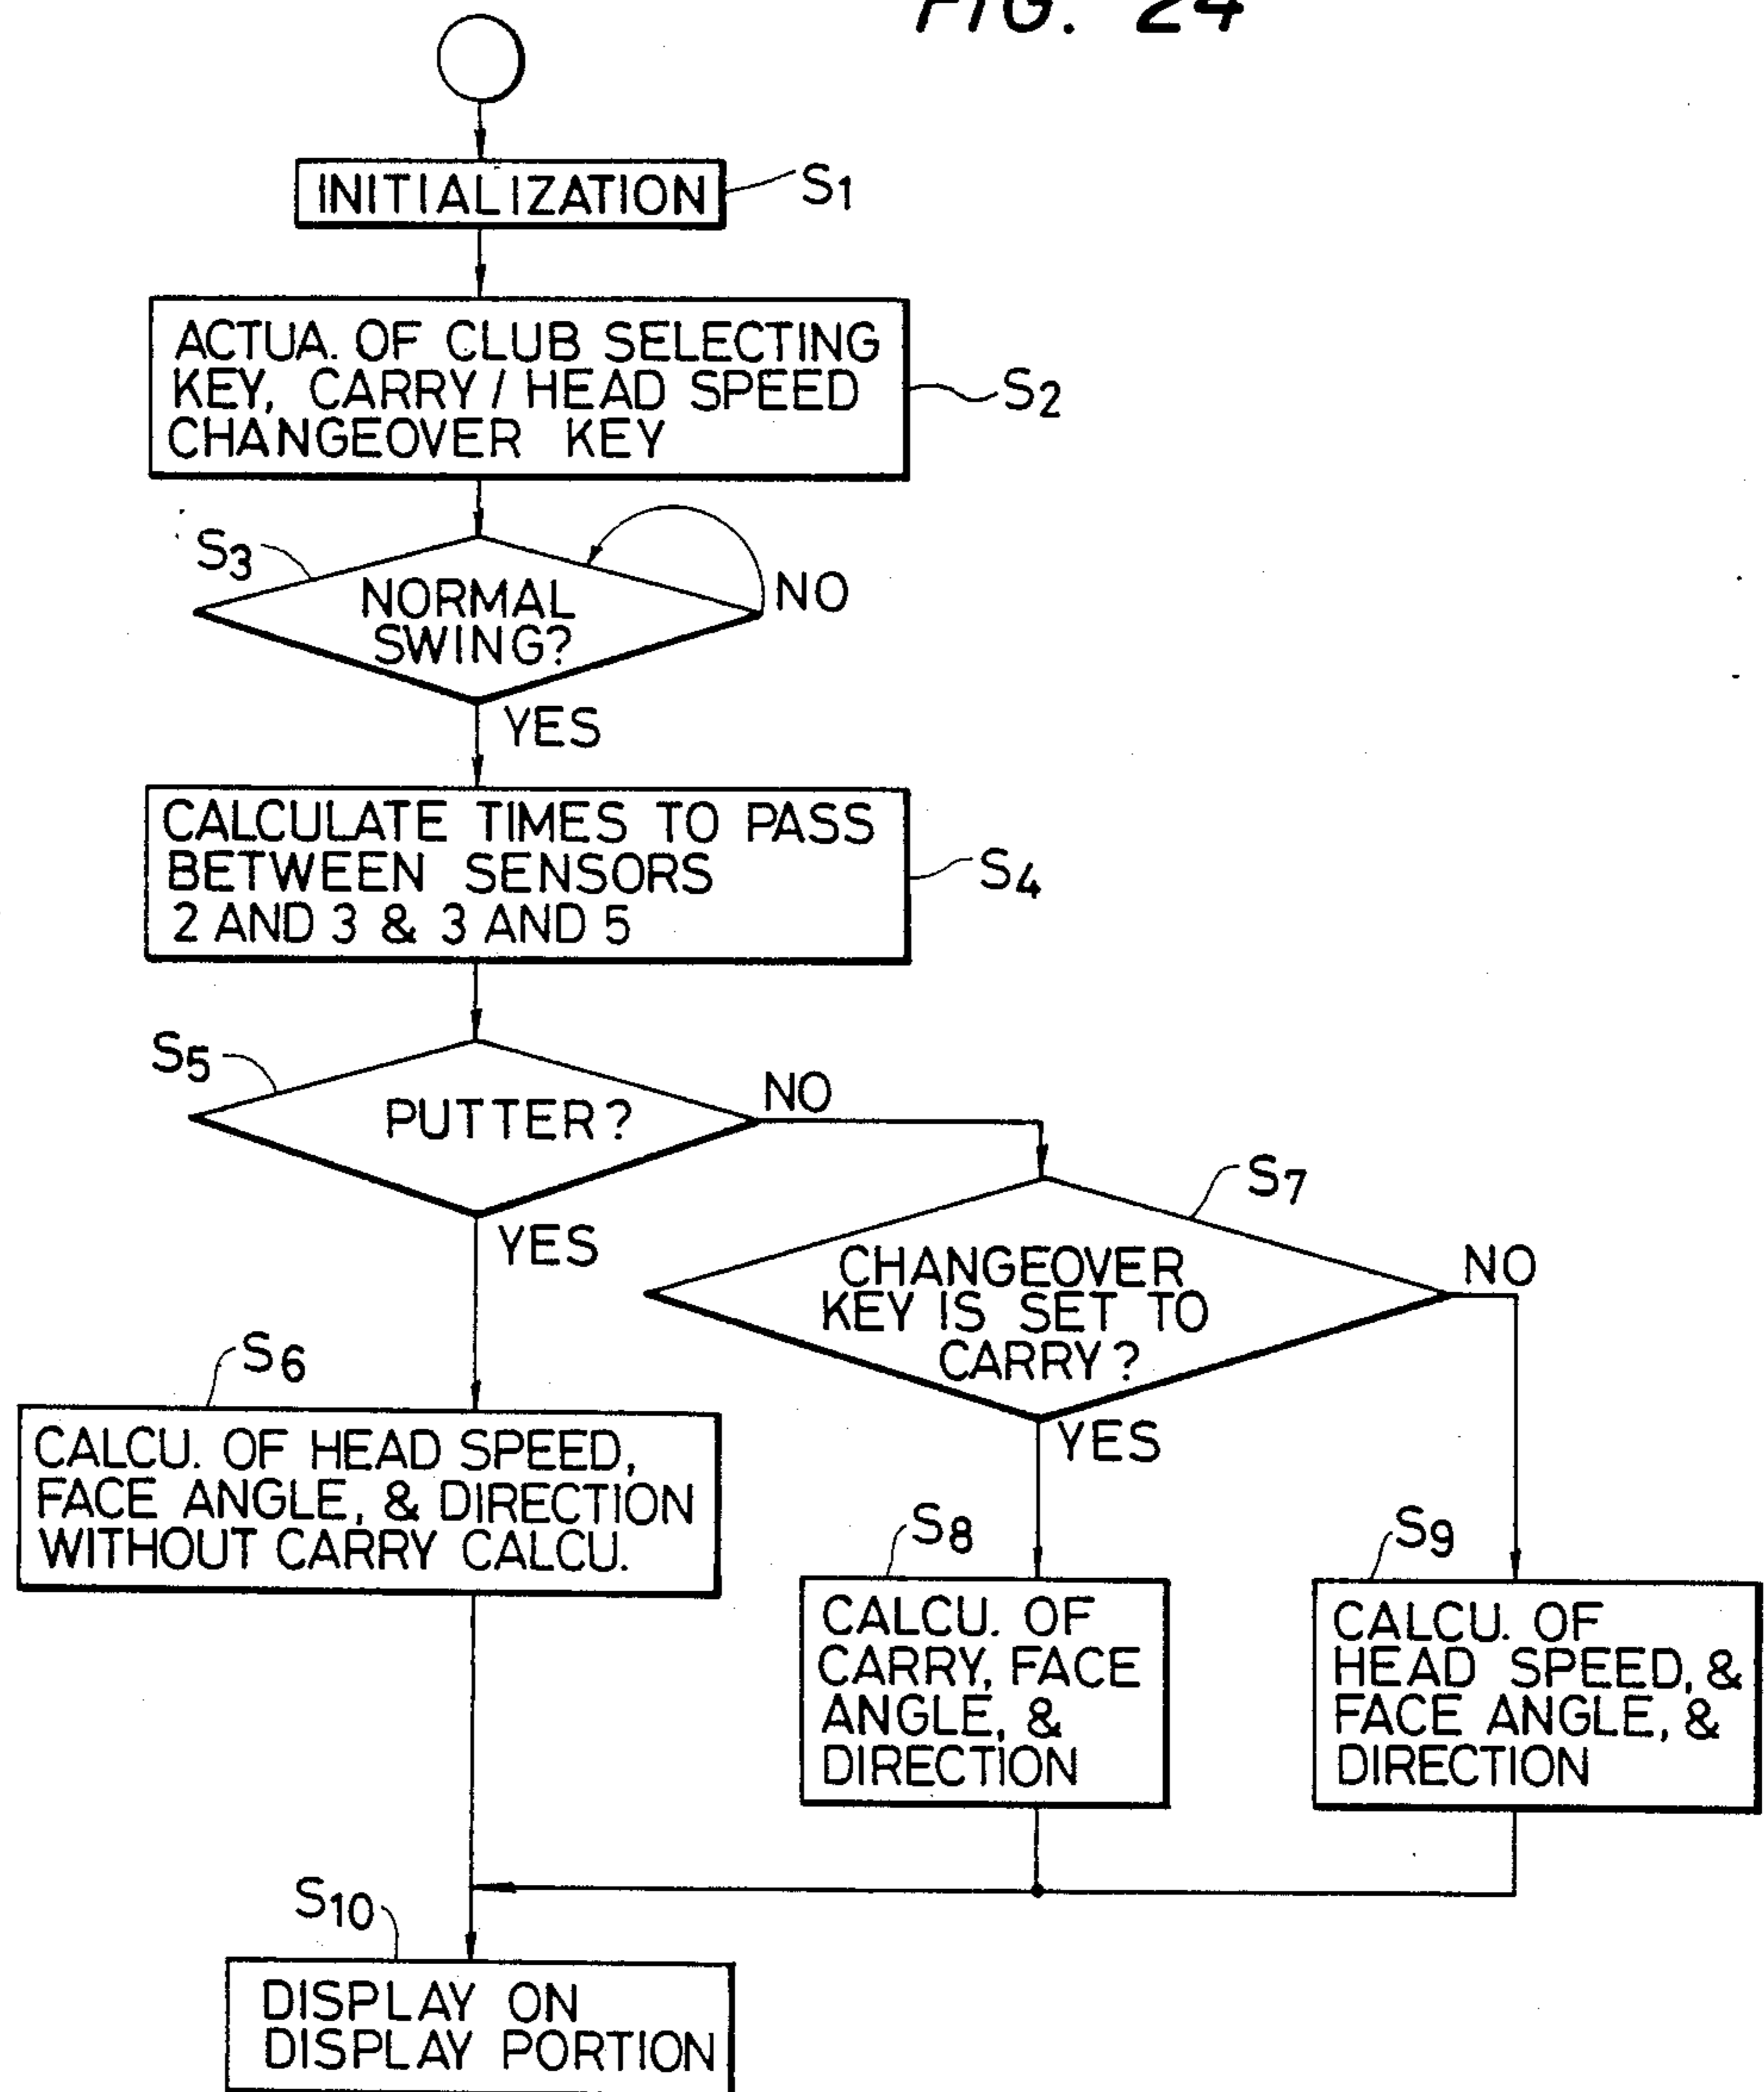 FIG. 24
INITIALIZATION
S1
ACTUA. OF CLUB SELECTING
KEY, CARRY / HEAD SPEED
CHANGEOVER KEY
S2
S3
NORMAL
SWING?
NO
YES
CALCULATE TIMES TO PASS
BETWEEN SENSORS
2 AND 3 & 3 AND 5
S4
S5
PUTTER?
NO
YES
S7
CHANGEOVER
KEY IS SET TO
CARRY?
NO
YES
S6
CALCU. OF HEAD SPEED,
FACE ANGLE, & DIRECTION
WITHOUT CARRY CALCU.
S8
CALCU. OF
CARRY, FACE
ANGLE, &
DIRECTION
S9
CALCU. OF
HEAD SPEED, &
FACE ANGLE, &
DIRECTION
S10
DISPLAY ON
DISPLAY PORTION